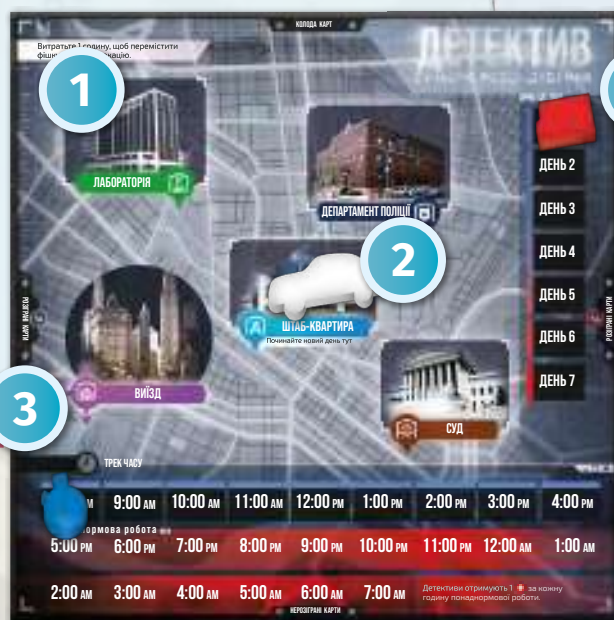 КОЛОДА КАРТ
Витратьте 1 годину, щоб перемістити
ДЕТЕКТИВ
1
ЛАБОРАТОРІЯ
ДЕПАРТАМЕНТ ПОЛІЦІЇ
2
ШТАБ-КВАРТИРА
Починайте новий день тут
ВИЇЗД
3
СУД
ДЕНЬ 2
ДЕНЬ 3
ДЕНЬ 4
ДЕНЬ 5
ДЕНЬ 6
ДЕНЬ 7
РОЗІГРАНІ КАРТИ
ТРЕК ЧАСУ
9:00 AM 10:00 AM 11:00 AM 12:00 PM 1:00 PM 2:00 PM 3:00 PM 4:00 PM
робота
5:00 PM 6:00 PM 7:00 PM 8:00 PM 9:00 PM 10:00 PM 11:00 PM 12:00 AM 1:00 AM
2:00 AM 3:00 AM 4:00 AM 5:00 AM 6:00 AM 7:00 AM
Детективи отримують 1 за кожну
годину понаднормової роботи.
НЕРОЗІГРАНІ КАРТИ